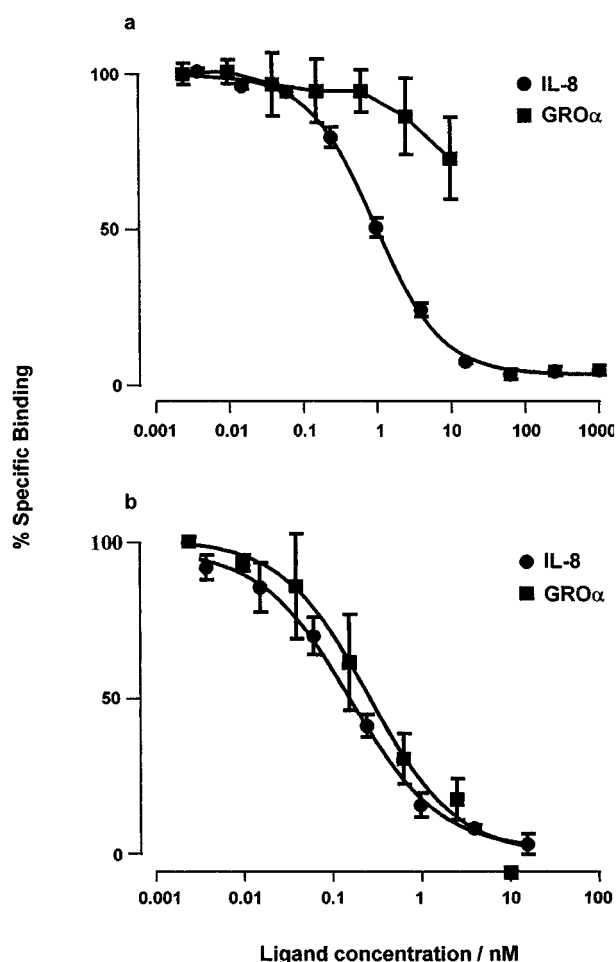 a
100
50
0
IL-8
GROα
0.001 0.01 0.1 1 10 100 1000
% Specific Binding
b
100
50
0
IL-8
GROα
0.001 0.01 0.1 1 10 100
Ligand concentration / nM